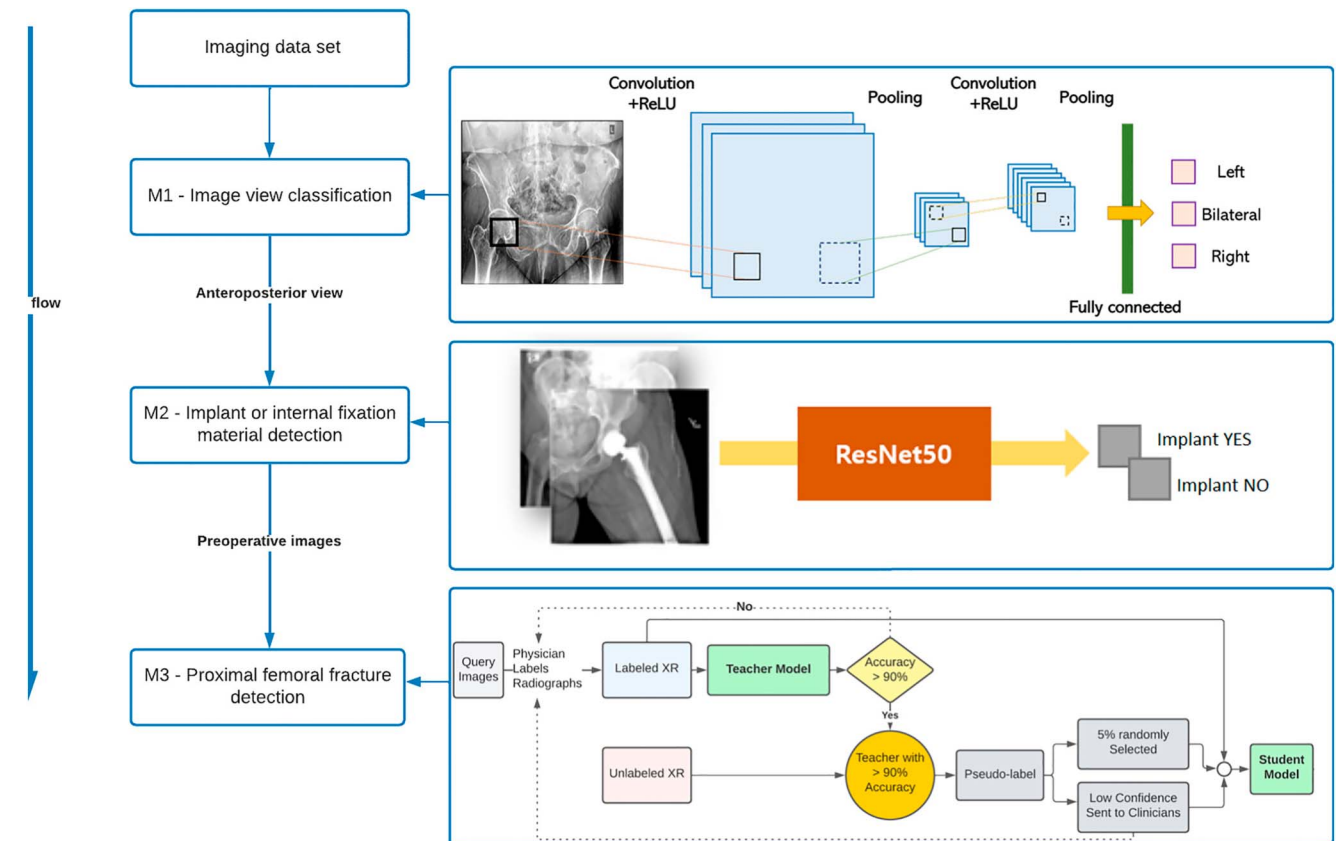 Imaging data set
M1 - Image view classification
Anteroposterior view
flow
M2 - Implant or internal fixation
material detection
Preoperative images
M3 - Proximal femoral fracture
detection
Convolution
+ReLU
Pooling
Convolution
+ReLU
Pooling
Left
Bilateral
Right
Fully connected
ResNet50
Implant YES
Implant NO
No
Query
Images
Physician
Labels
Radiographs
Labeled XR
Teacher Model
Accuracy
> 90%
Yes
Unlabeled XR
Teacher with
> 90%
Accuracy
Pseudo-label
5% randomly
Selected
Low Confidence
Sent to Clinicians
Student
Model